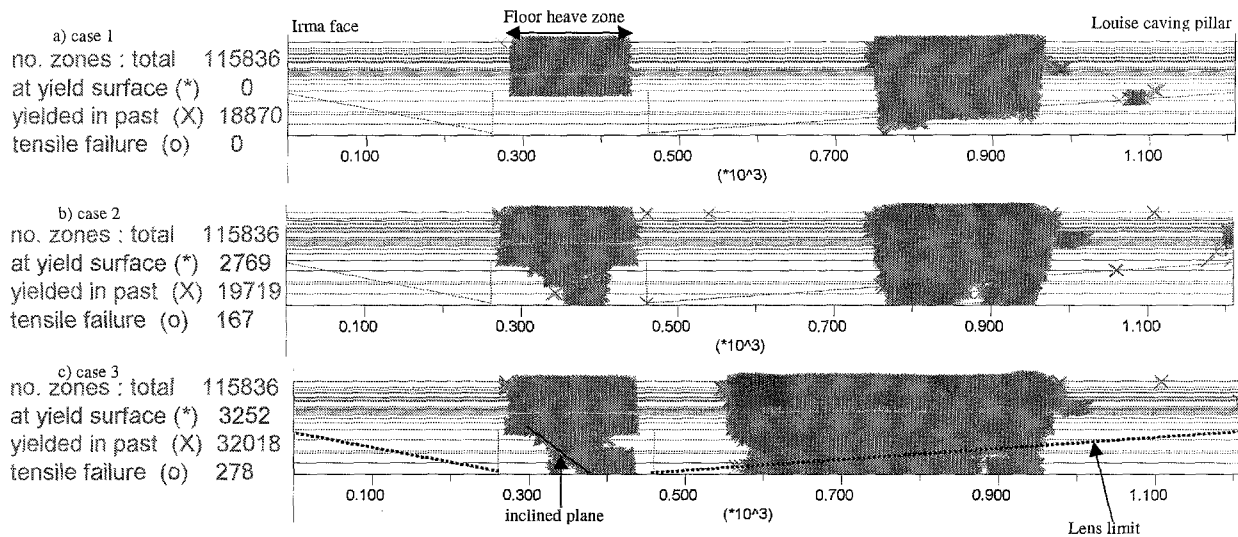 Irma face
Floor heave zone
Louise caving pillar
a) case 1
no. zones : total 115836
at yield surface (*) 0
yielded in past (X) 18870
tensile failure (o) 0
0.100 0.300 0.500 0.700 0.900 1.100
(*10^3)
b) case 2
no. zones : total 115836
at yield surface (*) 2769
yielded in past (X) 19719
tensile failure (o) 167
0.100 0.300 0.500 0.700 0.900 1.100
(*10^3)
c) case 3
no. zones : total 115836
at yield surface (*) 3252
yielded in past (X) 32018
tensile failure (o) 278
0.100 0.300 0.500 0.700 0.900 1.100
(*10^3)
inclined plane
Lens limit